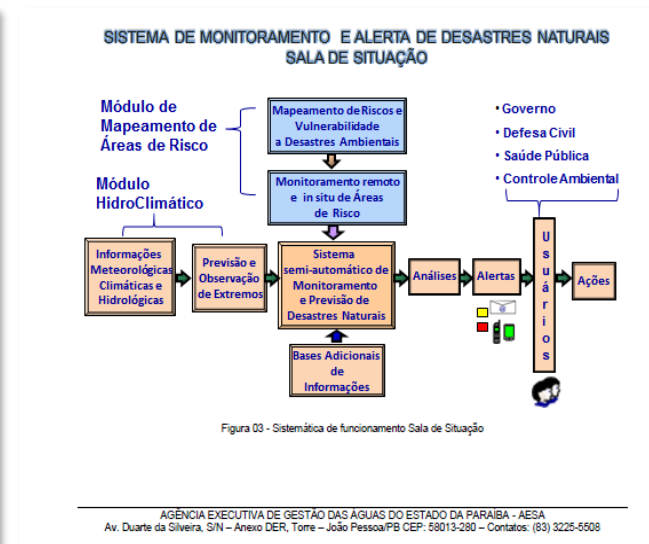 SISTEMA DE MONITORAMENTO E ALERTA DE DESASTRES NATURAIS
SALA DE SITUAÇÃO
Módulo de
Mapeamento de
Áreas de Risco
Mapeamento de Riscos e
Vulnerabilidade
a Desastres Ambientais
• Governo
• Defesa Civil
• Saúde Pública
• Controle Ambiental
Módulo
HidroClimático
Monitoramento remoto
e in situ de Áreas
de Risco
Informações
Meteorológicas
Climáticas e
Hidrológicas
Previsão e
Observação
de Extremos
Sistema
semi-automático de
Monitoramento
e Previsão de
Desastres Naturais
Análises
Alertas
Usuários
Ações
Bases Adicionais
de
Informações
Figura 03 - Sistemática de funcionamento Sala de Situação
AGÊNCIA EXECUTIVA DE GESTÃO DAS ÁGUAS DO ESTADO DA PARAÍBA - AESA
Av. Duarte da Silveira, S/N – Anexo DER, Torre – João Pessoa/PB CEP: 58013-280 – Contatos: (83) 3225-5508